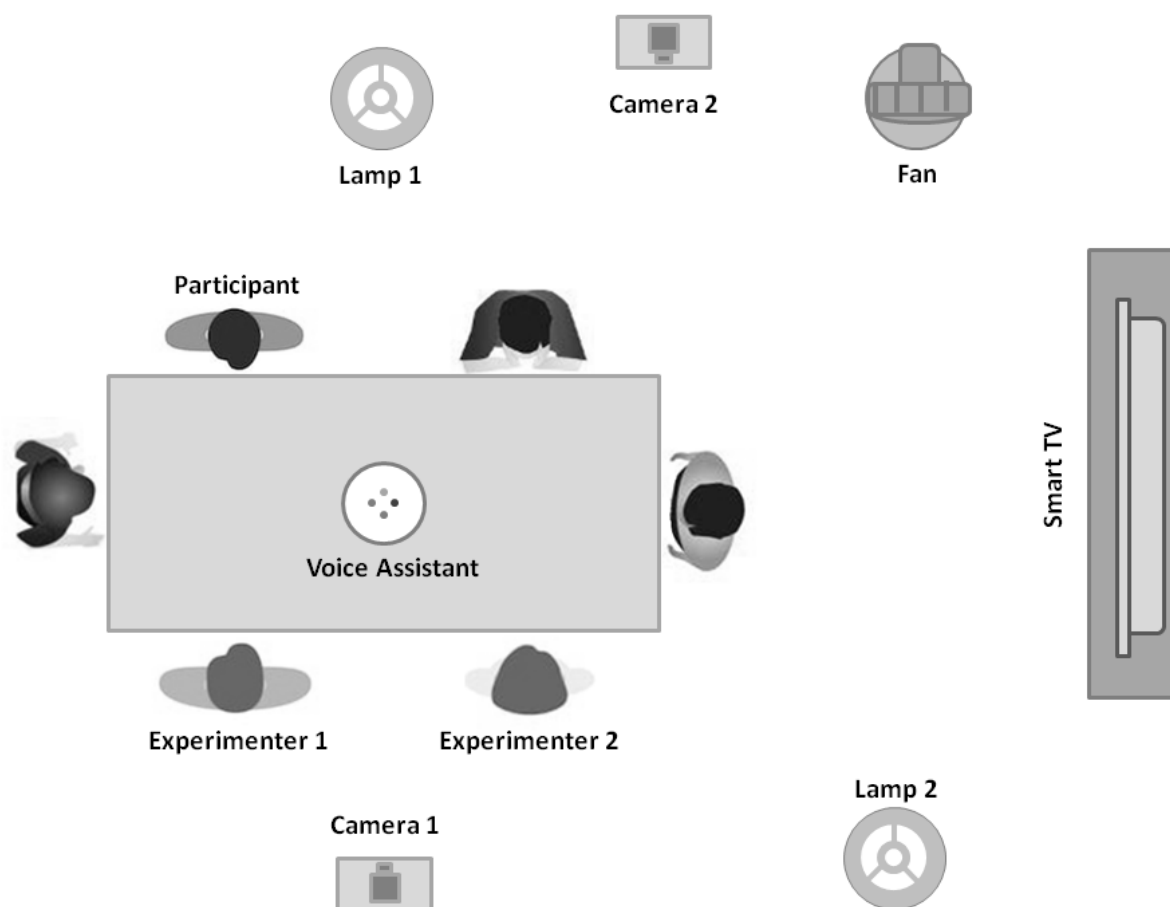 Camera 2
Lamp 1
Fan
Participant
Smart TV
Voice Assistant
Experimenter 1
Experimenter 2
Lamp 2
Camera 1